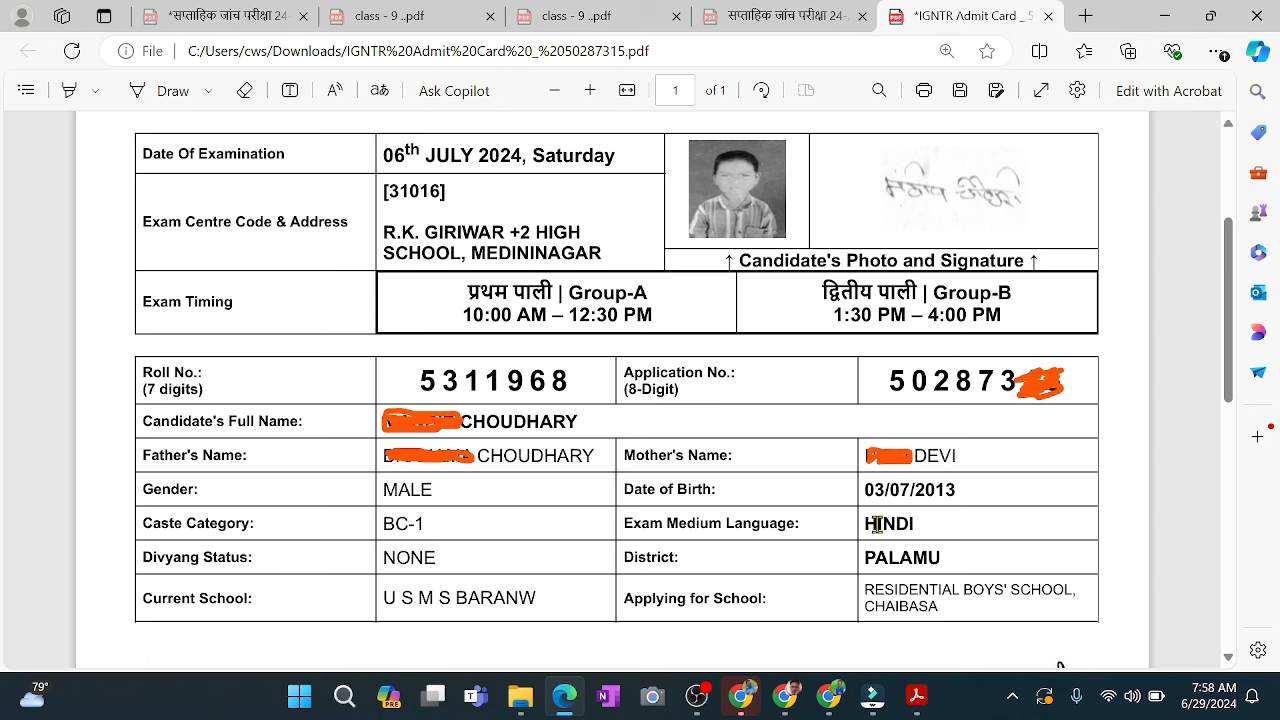 *साप्ताहिक जांच परीक्षा 24
class - 9 .pdf
class - 9 .pdf
*साप्ताहिक जांच परीक्षा 24
*IGNTR Admit Card _ 5
File
C:/Users/cws/Downloads/IGNTR%20Admit%20Card%20_%2050287315.pdf
Draw
Ask Copilot
1 of 1
Edit with Acrobat
Date Of Examination
06th JULY 2024, Saturday
Exam Centre Code & Address
[31016]
R.K. GIRIWAR +2 HIGH
SCHOOL, MEDININAGAR
↑ Candidate's Photo and Signature ↑
Exam Timing
प्रथम पाली | Group-A
10:00 AM – 12:30 PM
द्वितीय पाली | Group-B
1:30 PM – 4:00 PM
Roll No.:
(7 digits)
5311968
Application No.:
(8-Digit)
502873
Candidate's Full Name:
CHOUDHARY
Father's Name:
CHOUDHARY
Mother's Name:
DEVI
Gender:
MALE
Date of Birth:
03/07/2013
Caste Category:
BC-1
Exam Medium Language:
HINDI
Divyang Status:
NONE
District:
PALAMU
Current School:
U S M S BARANW
Applying for School:
RESIDENTIAL BOYS' SCHOOL,
CHAIBASA
79°
PRE
7:58 AM
6/29/2024